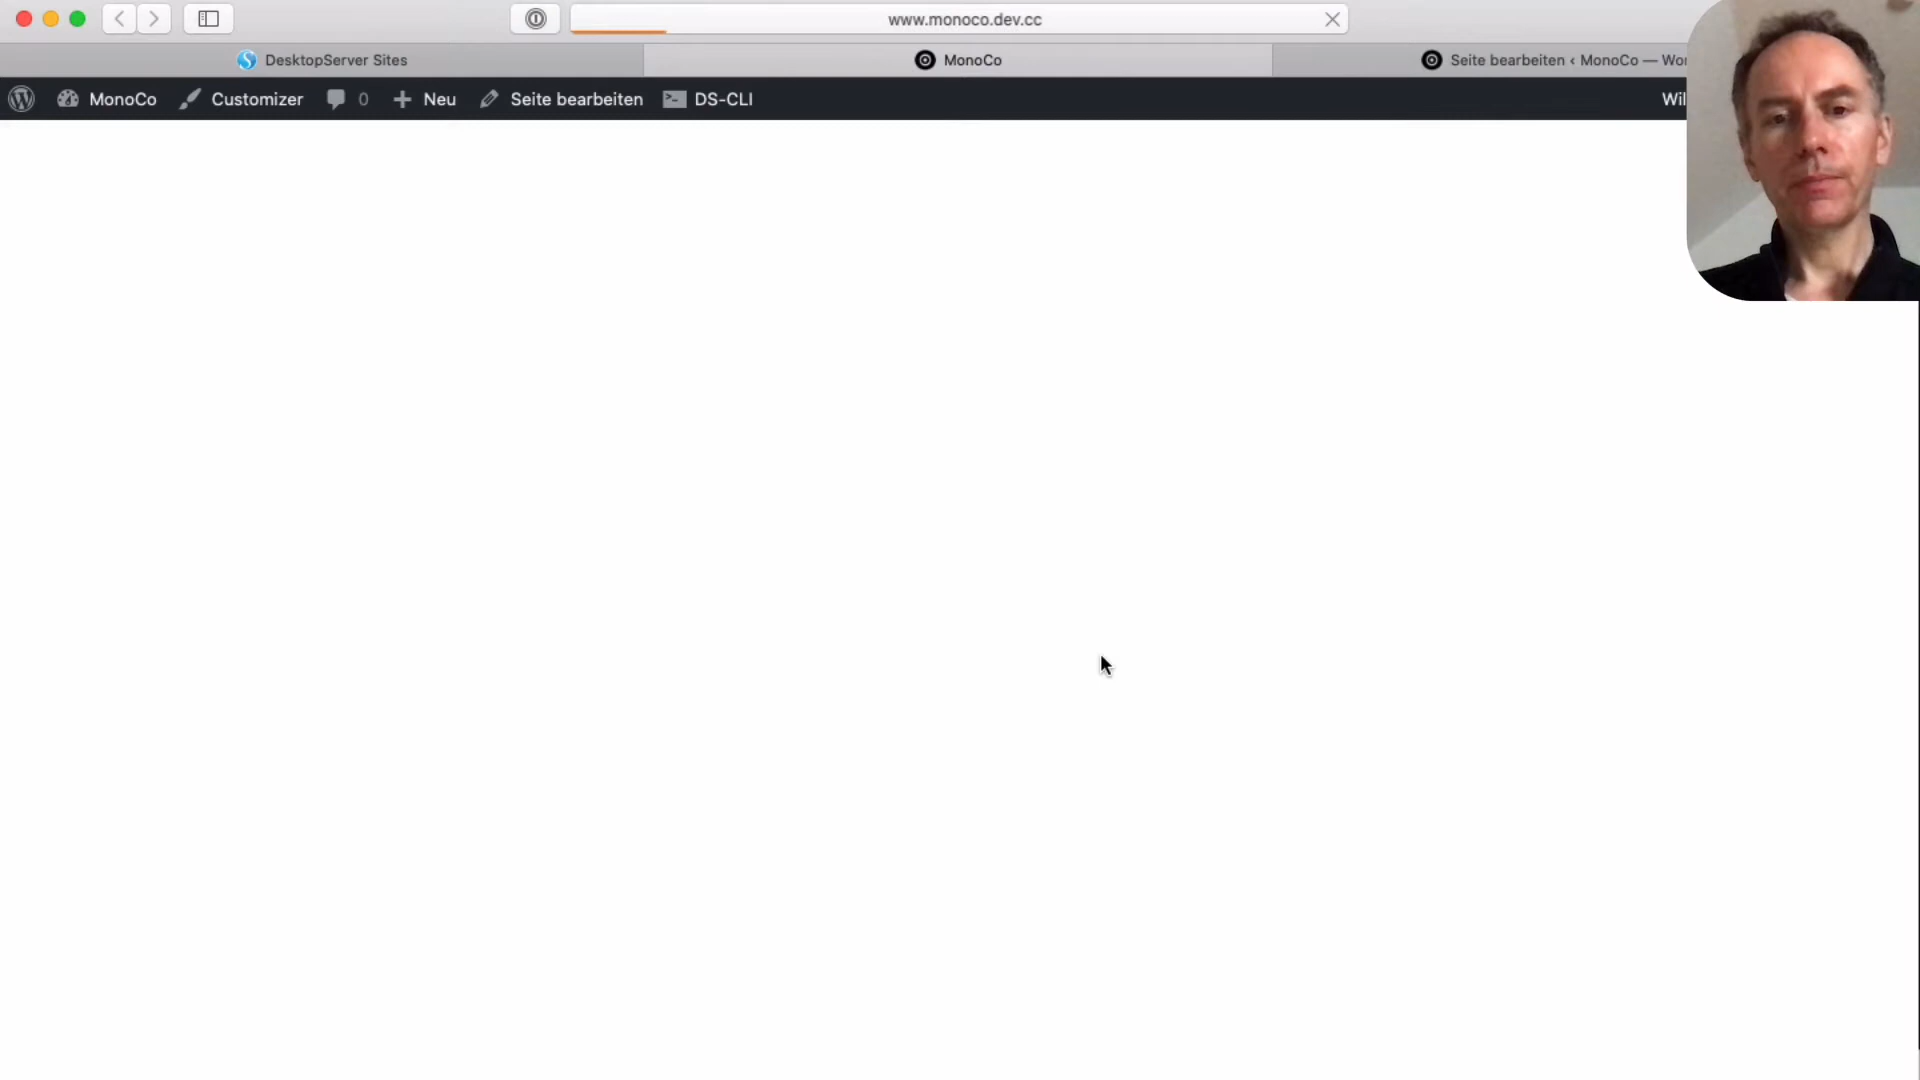 www.monoco.dev.cc
DesktopServer Sites
MonoCo
Seite bearbeiten ‹ MonoCo — Wor
MonoCo
Customizer
0
Neu
Seite bearbeiten
DS-CLI
Wil